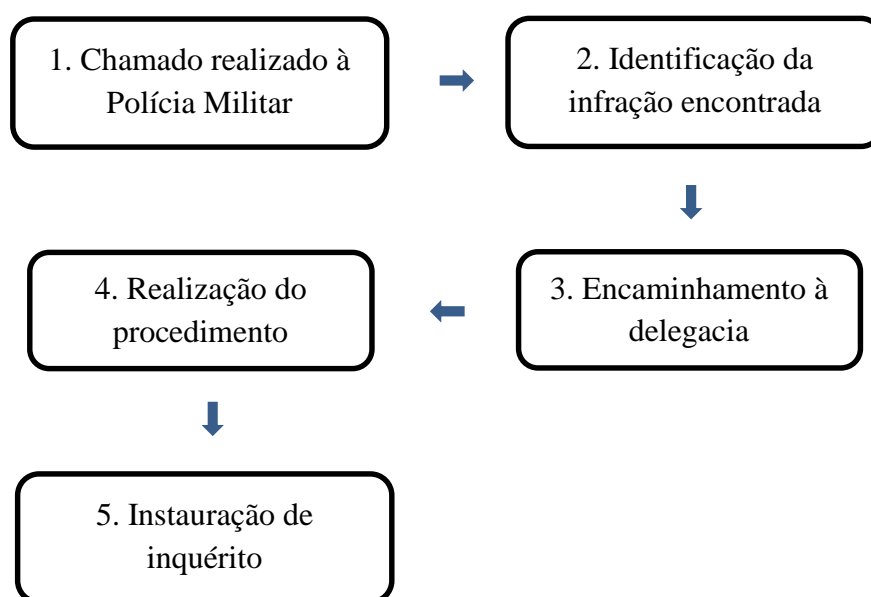 1. Chamado realizado à
Polícia Militar
2. Identificação da
infração encontrada
3. Encaminhamento à
delegacia
4. Realização do
procedimento
5. Instauração de
inquérito